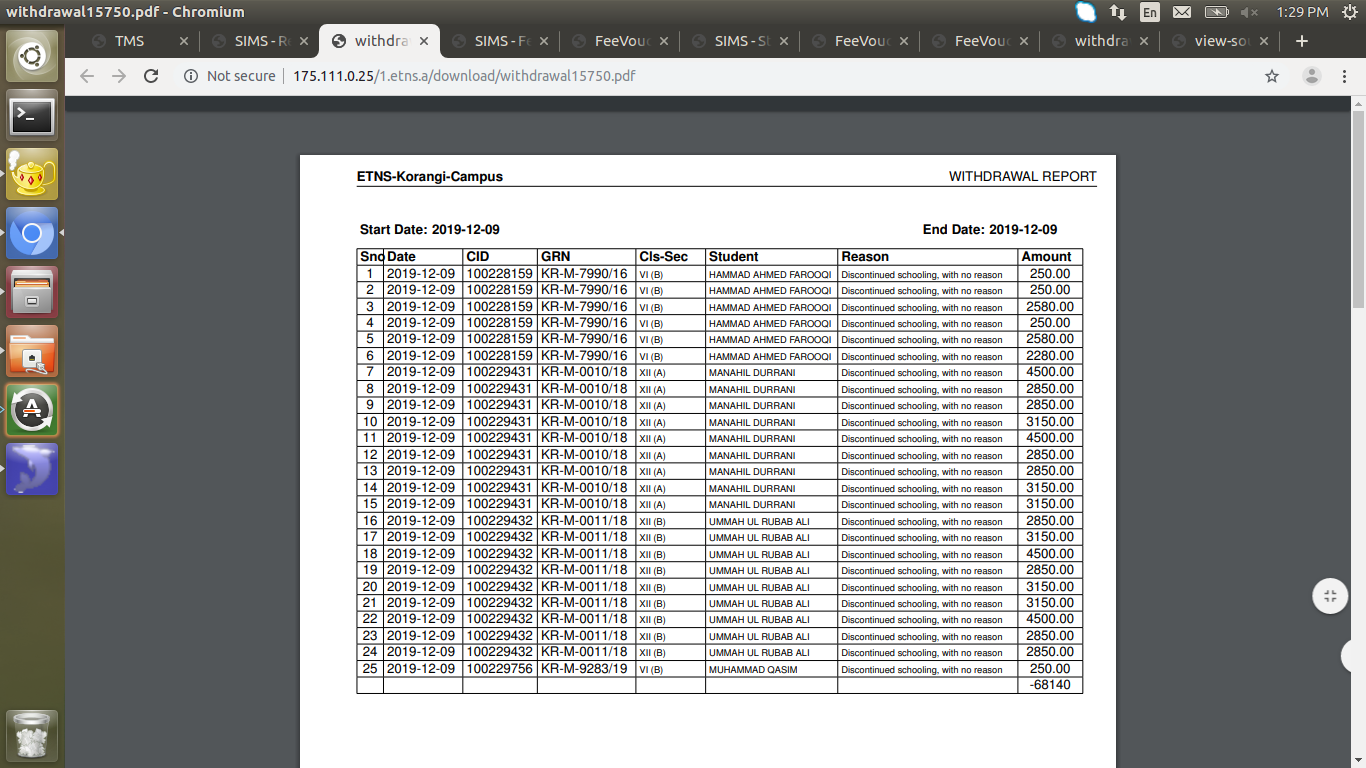 withdrawal15750.pdf - Chromium
En
1:29 PM
TMS
SIMS - R
withdra
SIMS - F
FeeVouc
SIMS - S
FeeVouc
FeeVouc
withdra
view-so
Not secure 175.111.0.25/1.etns.a/download/withdrawal15750.pdf
ETNS-Korangi-Campus WITHDRAWAL REPORT
Start Date: 2019-12-09 End Date: 2019-12-09
Sno Date CID GRN Cls-Sec Student Reason Amount
1 2019-12-09 100228159 KR-M-7990/16 VI (B) HAMMAD AHMED FAROOQI Discontinued schooling, with no reason 250.00
2 2019-12-09 100228159 KR-M-7990/16 VI (B) HAMMAD AHMED FAROOQI Discontinued schooling, with no reason 250.00
3 2019-12-09 100228159 KR-M-7990/16 VI (B) HAMMAD AHMED FAROOQI Discontinued schooling, with no reason 2580.00
4 2019-12-09 100228159 KR-M-7990/16 VI (B) HAMMAD AHMED FAROOQI Discontinued schooling, with no reason 250.00
5 2019-12-09 100228159 KR-M-7990/16 VI (B) HAMMAD AHMED FAROOQI Discontinued schooling, with no reason 2580.00
6 2019-12-09 100228159 KR-M-7990/16 VI (B) HAMMAD AHMED FAROOQI Discontinued schooling, with no reason 2280.00
7 2019-12-09 100229431 KR-M-0010/18 XII (A) MANAHIL DURRANI Discontinued schooling, with no reason 4500.00
8 2019-12-09 100229431 KR-M-0010/18 XII (A) MANAHIL DURRANI Discontinued schooling, with no reason 2850.00
9 2019-12-09 100229431 KR-M-0010/18 XII (A) MANAHIL DURRANI Discontinued schooling, with no reason 2850.00
10 2019-12-09 100229431 KR-M-0010/18 XII (A) MANAHIL DURRANI Discontinued schooling, with no reason 3150.00
11 2019-12-09 100229431 KR-M-0010/18 XII (A) MANAHIL DURRANI Discontinued schooling, with no reason 4500.00
12 2019-12-09 100229431 KR-M-0010/18 XII (A) MANAHIL DURRANI Discontinued schooling, with no reason 2850.00
13 2019-12-09 100229431 KR-M-0010/18 XII (A) MANAHIL DURRANI Discontinued schooling, with no reason 2850.00
14 2019-12-09 100229431 KR-M-0010/18 XII (A) MANAHIL DURRANI Discontinued schooling, with no reason 3150.00
15 2019-12-09 100229431 KR-M-0010/18 XII (A) MANAHIL DURRANI Discontinued schooling, with no reason 3150.00
16 2019-12-09 100229432 KR-M-0011/18 XII (B) UMMAH UL RUBAB ALI Discontinued schooling, with no reason 2850.00
17 2019-12-09 100229432 KR-M-0011/18 XII (B) UMMAH UL RUBAB ALI Discontinued schooling, with no reason 3150.00
18 2019-12-09 100229432 KR-M-0011/18 XII (B) UMMAH UL RUBAB ALI Discontinued schooling, with no reason 4500.00
19 2019-12-09 100229432 KR-M-0011/18 XII (B) UMMAH UL RUBAB ALI Discontinued schooling, with no reason 2850.00
20 2019-12-09 100229432 KR-M-0011/18 XII (B) UMMAH UL RUBAB ALI Discontinued schooling, with no reason 3150.00
21 2019-12-09 100229432 KR-M-0011/18 XII (B) UMMAH UL RUBAB ALI Discontinued schooling, with no reason 3150.00
22 2019-12-09 100229432 KR-M-0011/18 XII (B) UMMAH UL RUBAB ALI Discontinued schooling, with no reason 4500.00
23 2019-12-09 100229432 KR-M-0011/18 XII (B) UMMAH UL RUBAB ALI Discontinued schooling, with no reason 2850.00
24 2019-12-09 100229432 KR-M-0011/18 XII (B) UMMAH UL RUBAB ALI Discontinued schooling, with no reason 2850.00
25 2019-12-09 100229756 KR-M-9283/19 VI (B) MUHAMMAD QASIM Discontinued schooling, with no reason 250.00
-68140